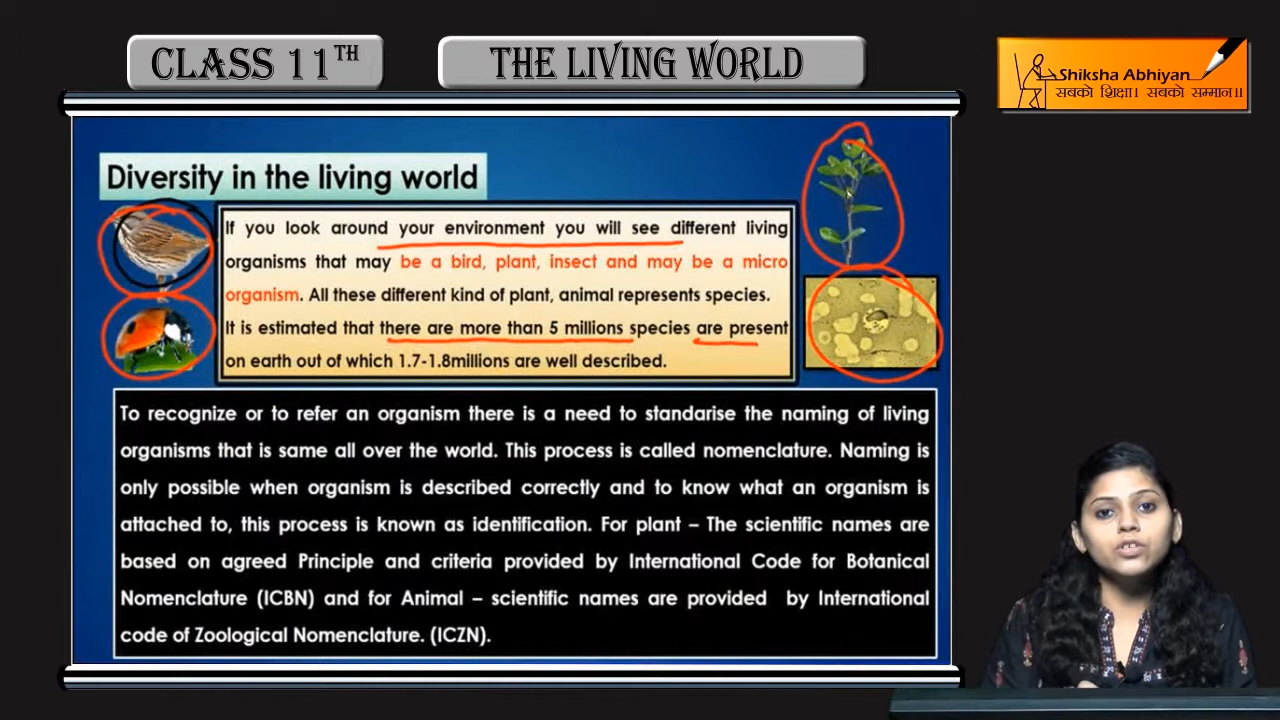 CLASS 11TH
THE LIVING WORLD
Shiksha Abhiyan
सबको शिक्षा। सबको सम्मान॥
Diversity in the living world
If you look around your environment you will see different living
organisms that may be a bird, plant, insect and may be a micro
organism. All these different kind of plant, animal represents species.
It is estimated that there are more than 5 millions species are present
on earth out of which 1.7-1.8millions are well described.
To recognize or to refer an organism there is a need to standarise the naming of living
organisms that is same all over the world. This process is called nomenclature. Naming is
only possible when organism is described correctly and to know what an organism is
attached to, this process is known as identification. For plant – The scientific names are
based on agreed Principle and criteria provided by International Code for Botanical
Nomenclature (ICBN) and for Animal – scientific names are provided by International
code of Zoological Nomenclature. (ICZN).